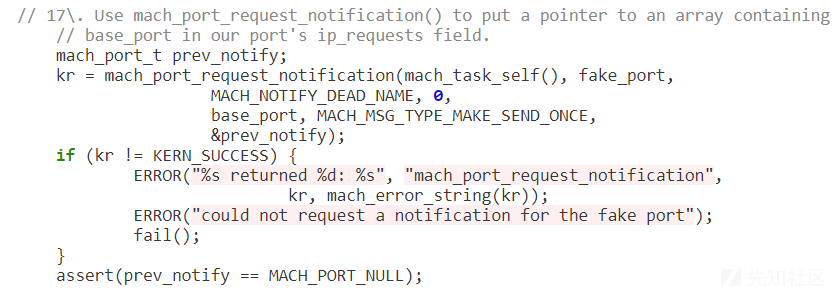 // 17\. Use mach_port_request_notification() to put a pointer to an array containing
// base_port in our port's ip_requests field.
mach_port_t prev_notify;
kr = mach_port_request_notification(mach_task_self(), fake_port,
MACH_NOTIFY_DEAD_NAME, 0,
base_port, MACH_MSG_TYPE_MAKE_SEND_ONCE,
&prev_notify);
if (kr != KERN_SUCCESS) {
ERROR("%s returned %d: %s", "mach_port_request_notification",
kr, mach_error_string(kr));
ERROR("could not request a notification for the fake port");
fail();
}
assert(prev_notify == MACH_PORT_NULL);
先知社区